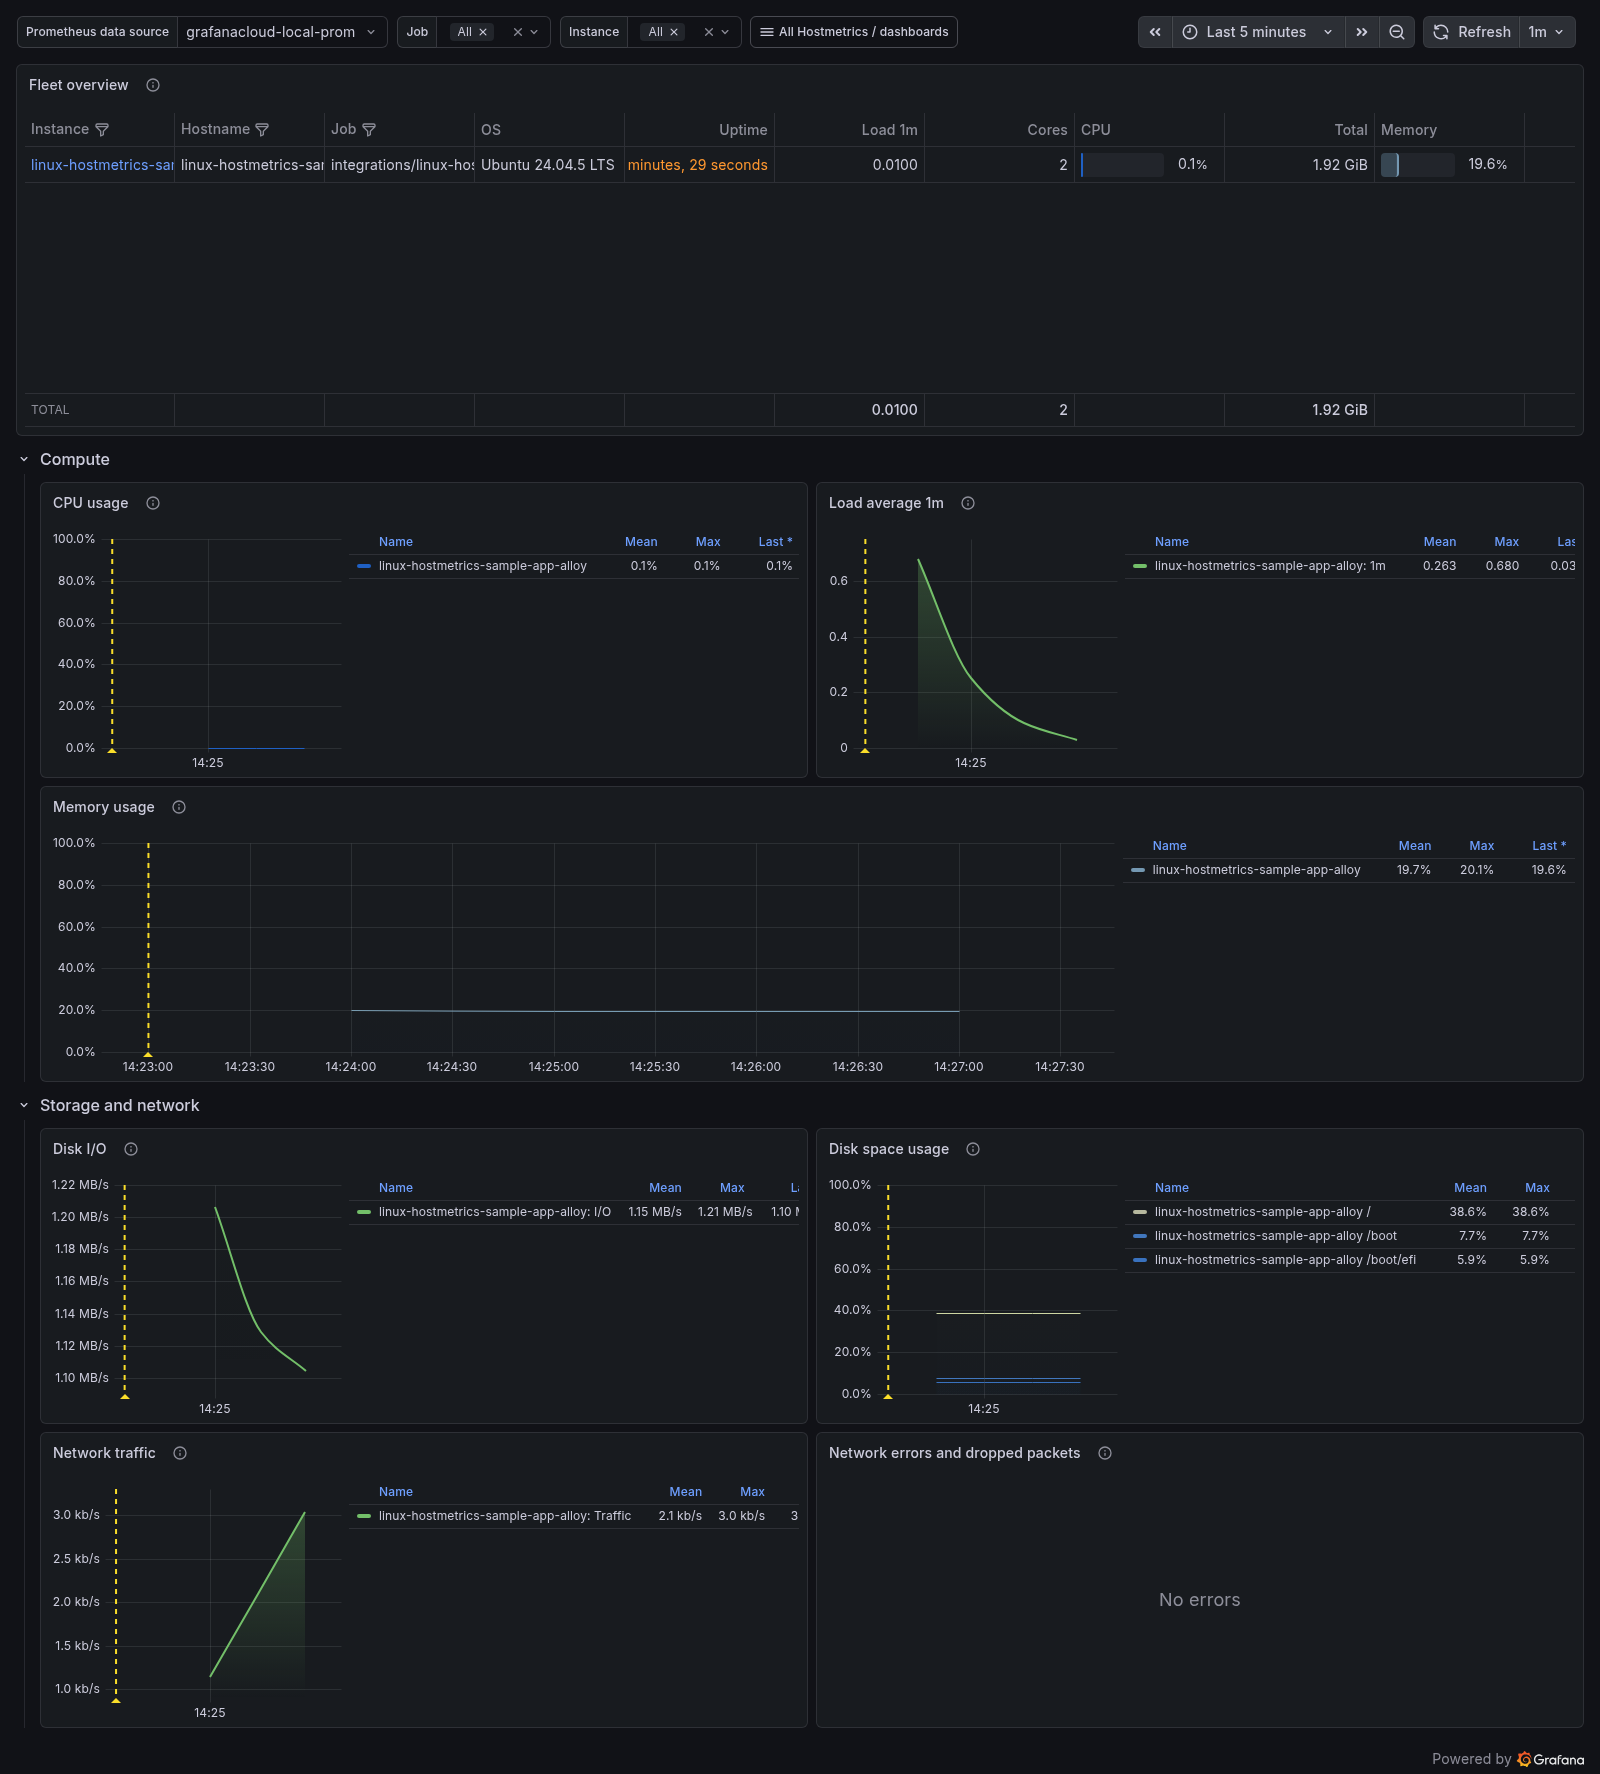 Prometheus data source grafanacloud-local-prom Job All Instance All All Hostmetrics / dashboards Last 5 minutes Refresh 1m
Fleet overview
Instance Hostname Job OS Uptime Load 1m Cores CPU Total Memory
linux-hostmetrics-sar linux-hostmetrics-sar integrations/linux-hos Ubuntu 24.04.5 LTS minutes, 29 seconds 0.0100 2 0.1% 1.92 GiB 19.6%
TOTAL 0.0100 2 1.92 GiB
Compute
CPU usage
100.0%
80.0%
60.0%
40.0%
20.0%
0.0%
14:25
Name Mean Max Last *
linux-hostmetrics-sample-app-alloy 0.1% 0.1% 0.1%
Load average 1m
0.6
0.4
0.2
0
14:25
Name Mean Max Las
linux-hostmetrics-sample-app-alloy: 1m 0.263 0.680 0.03
Memory usage
100.0%
80.0%
60.0%
40.0%
20.0%
0.0%
14:23:00 14:23:30 14:24:00 14:24:30 14:25:00 14:25:30 14:26:00 14:26:30 14:27:00 14:27:30
Name Mean Max Last *
linux-hostmetrics-sample-app-alloy 19.7% 20.1% 19.6%
Storage and network
Disk I/O
1.22 MB/s
1.20 MB/s
1.18 MB/s
1.16 MB/s
1.14 MB/s
1.12 MB/s
1.10 MB/s
14:25
Name Mean Max
linux-hostmetrics-sample-app-alloy: I/O 1.15 MB/s 1.21 MB/s 1.10
Disk space usage
100.0%
80.0%
60.0%
40.0%
20.0%
0.0%
14:25
Name Mean Max
linux-hostmetrics-sample-app-alloy / 38.6% 38.6%
linux-hostmetrics-sample-app-alloy /boot 7.7% 7.7%
linux-hostmetrics-sample-app-alloy /boot/efi 5.9% 5.9%
Network traffic
3.0 kb/s
2.5 kb/s
2.0 kb/s
1.5 kb/s
1.0 kb/s
14:25
Name Mean Max
linux-hostmetrics-sample-app-alloy: Traffic 2.1 kb/s 3.0 kb/s 3
Network errors and dropped packets
No errors
Powered by Grafana